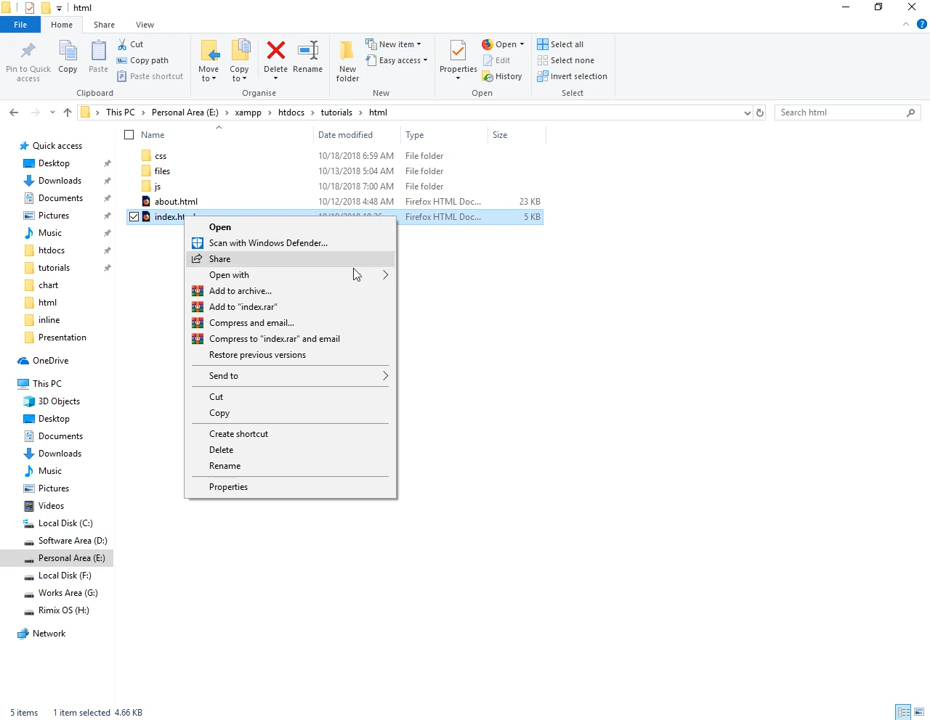 html
File Home Share View
Pin to Quick access
Copy
Paste
Cut
Copy path
Paste shortcut
Clipboard
Move to
Copy to
Delete
Rename
Organise
New folder
New item
Easy access
New
Properties
Open
Edit
History
Open
Select all
Select none
Invert selection
Select
This PC > Personal Area (E:) > xampp > htdocs > tutorials > html
Search html
Name Date modified Type Size
css 10/18/2018 6:59 AM File folder
files 10/13/2018 5:04 AM File folder
js 10/18/2018 7:00 AM File folder
about.html 10/12/2018 4:48 AM Firefox HTML Doc... 23 KB
Firefox HTML Doc... 5 KB
Quick access
Desktop
Downloads
Documents
Pictures
Music
htdocs
tutorials
chart
html
inline
Presentation
OneDrive
This PC
3D Objects
Desktop
Documents
Downloads
Music
Pictures
Videos
Local Disk (C:)
Software Area (D:)
Personal Area (E:)
Local Disk (F:)
Works Area (G:)
Rimix OS (H:)
Network
Open
Scan with Windows Defender...
Share
Open with
Add to archive...
Add to "index.rar"
Compress and email...
Compress to "index.rar" and email
Restore previous versions
Send to
Cut
Copy
Create shortcut
Delete
Rename
Properties
5 items 1 item selected 4.66 KB